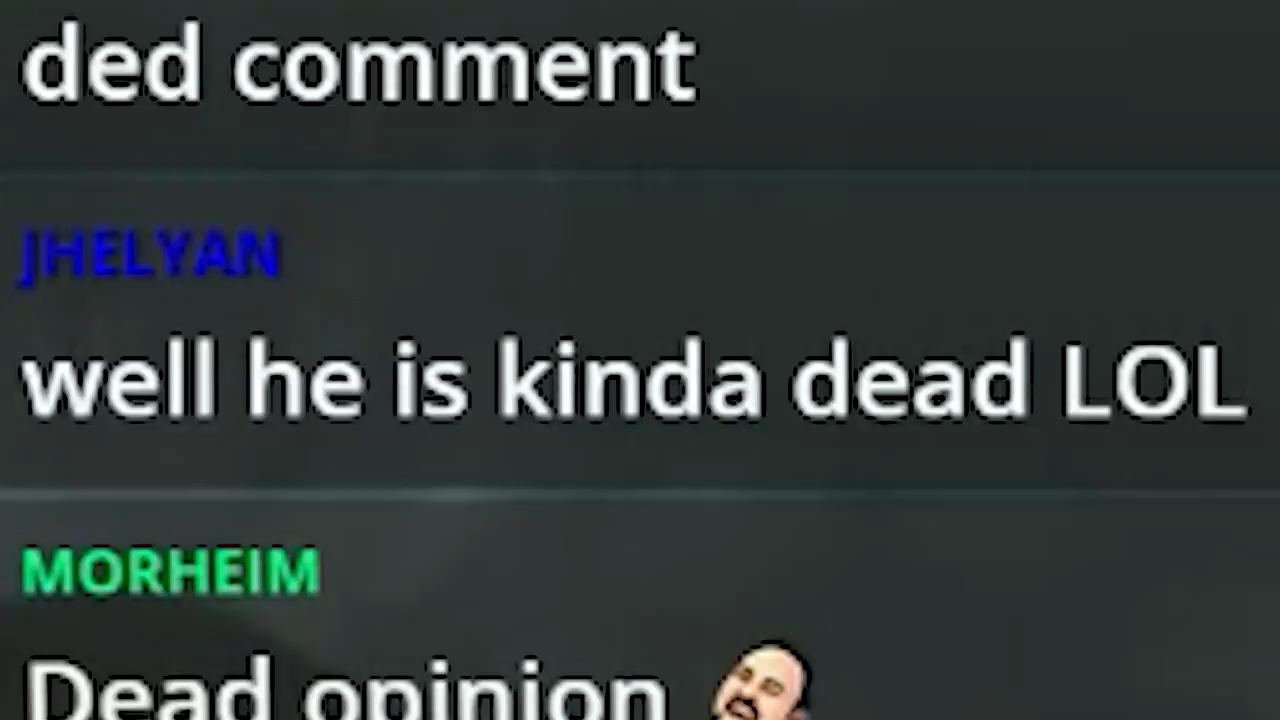 ded comment
JHELYAN
well he is kinda dead LOL
MORHEIM
Dead opinion